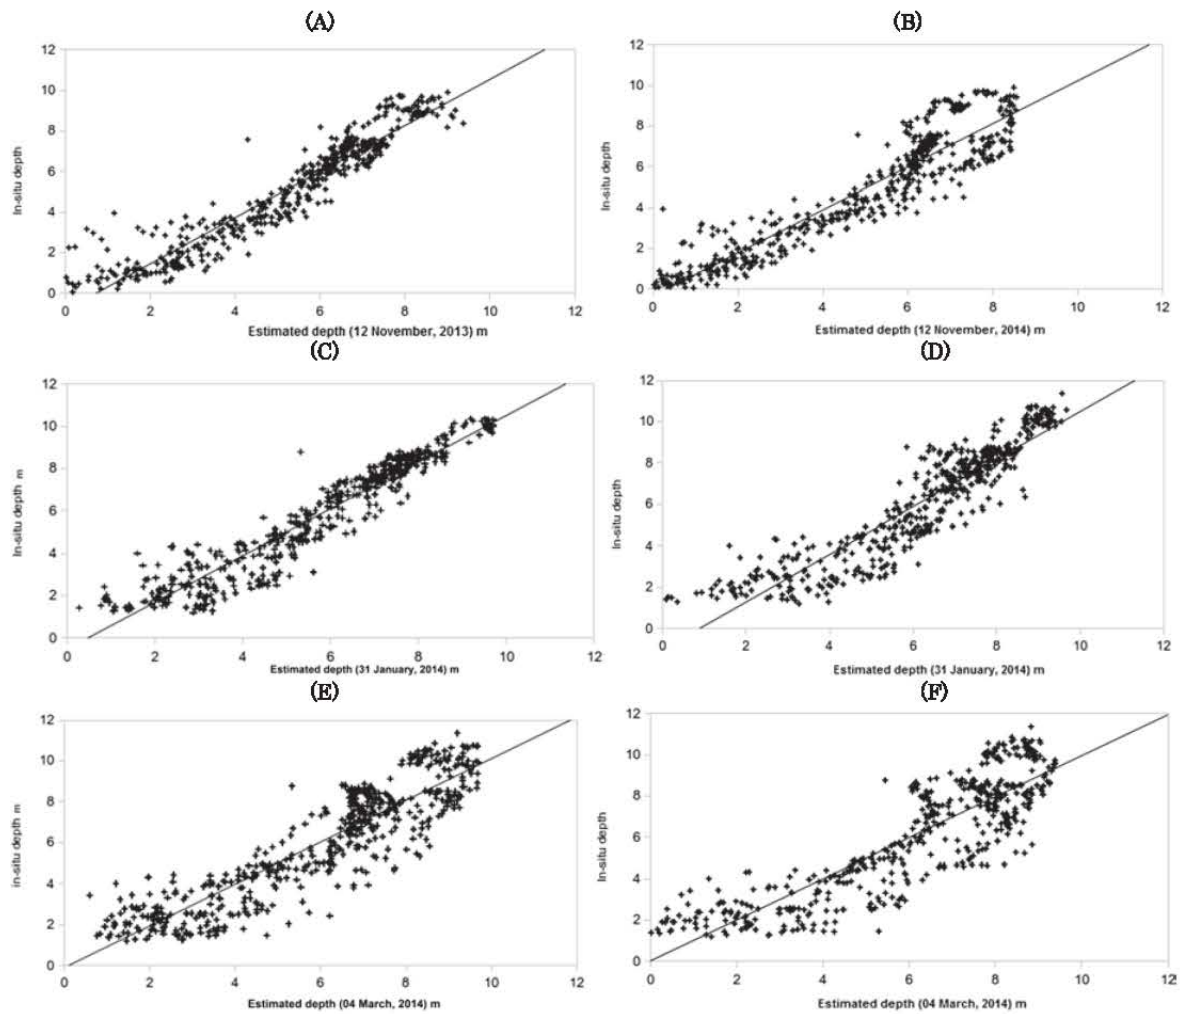 (A)
12
10
8
6
4
2
0
In-situ depth
0 2 4 6 8 10 12
Estimated depth (12 November, 2013) m
(B)
12
10
8
6
4
2
0
In-situ depth
0 2 4 6 8 10 12
Estimated depth (12 November, 2014) m
(C)
12
10
8
6
4
2
0
In-situ depth m
0 2 4 6 8 10 12
Estimated depth (31 January, 2014) m
(D)
12
10
8
6
4
2
0
In-situ depth
0 2 4 6 8 10 12
Estimated depth (31 January, 2014) m
(E)
12
10
8
6
4
2
0
in-situ depth m
0 2 4 6 8 10 12
Estimated depth (04 March, 2014) m
(F)
12
10
8
6
4
2
0
In-situ depth
0 2 4 6 8 10 12
Estimated depth (04 March, 2014) m